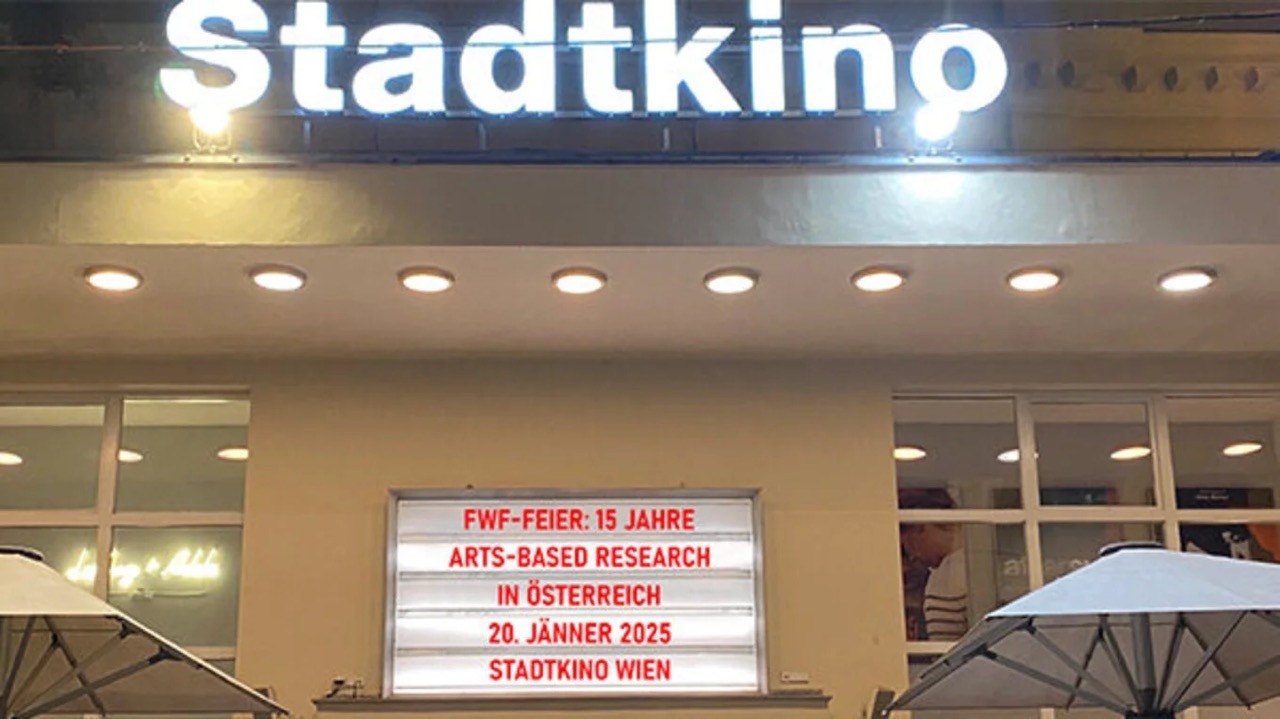 Stadtkino
FWF-FEIER: 15 JAHRE
ARTS-BASED RESEARCH
IN ÖSTERREICH
20. JÄNNER 2025
STADTKINO WIEN